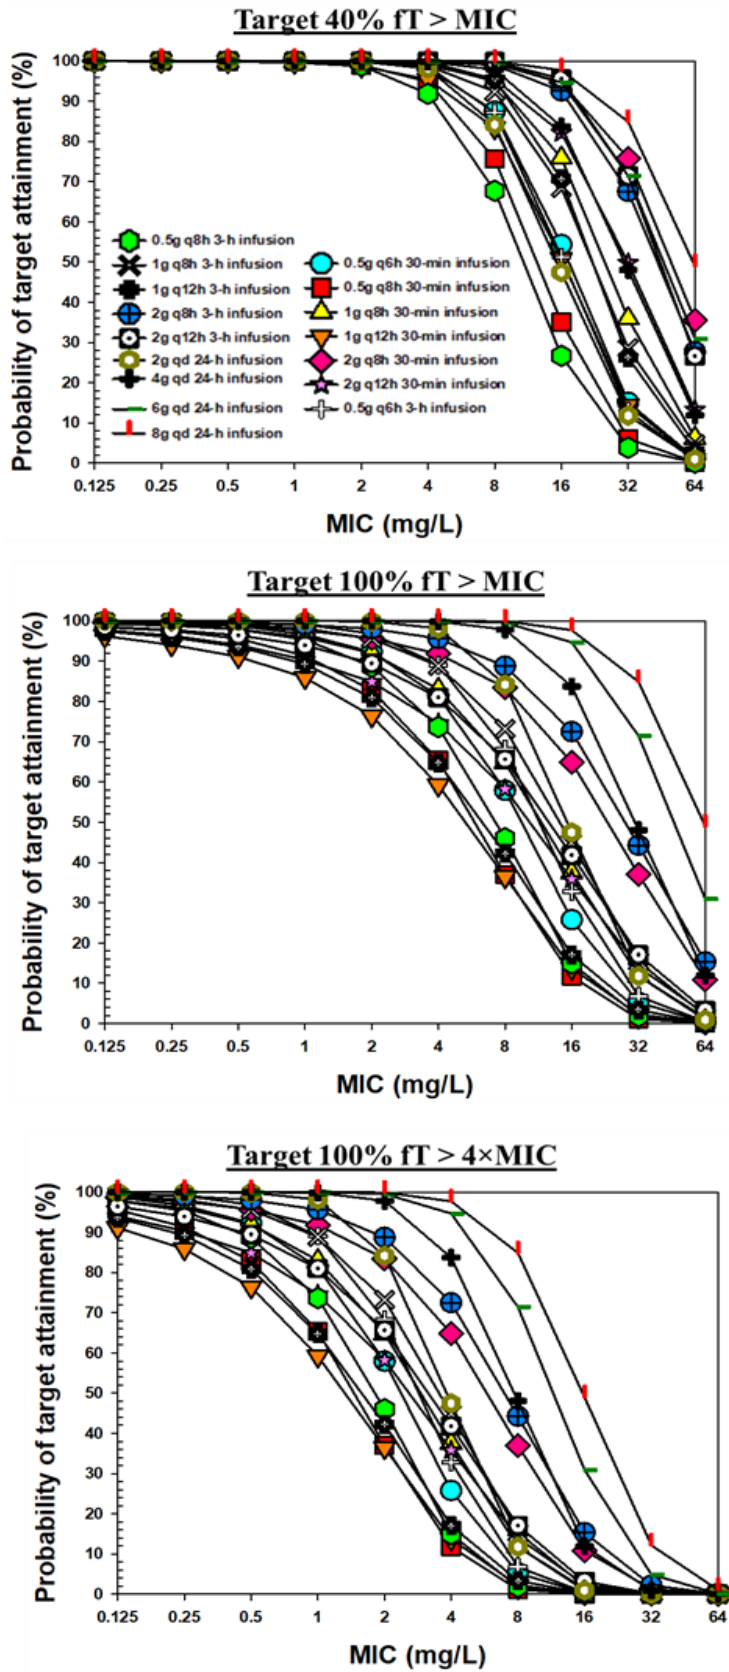 Target 40% fT > MIC
Probability of target attainment (%)
100
90
80
70
60
50
40
30
20
10
0
0.5g q8h 3-h infusion
1g q8h 3-h infusion
1g q12h 3-h infusion
2g q8h 3-h infusion
2g q12h 3-h infusion
2g qd 24-h infusion
4g qd 24-h infusion
6g qd 24-h infusion
8g qd 24-h infusion
0.5g q6h 30-min infusion
0.5g q8h 30-min infusion
1g q8h 30-min infusion
1g q12h 30-min infusion
2g q8h 30-min infusion
2g q12h 30-min infusion
0.5g q6h 3-h infusion
0.125 0.25 0.5 1 2 4 8 16 32 64
MIC (mg/L)
Target 100% fT > MIC
Probability of target attainment (%)
100
90
80
70
60
50
40
30
20
10
0
0.125 0.25 0.5 1 2 4 8 16 32 64
MIC (mg/L)
Target 100% fT > 4×MIC
Probability of target attainment (%)
100
90
80
70
60
50
40
30
20
10
0
0.125 0.25 0.5 1 2 4 8 16 32 64
MIC (mg/L)